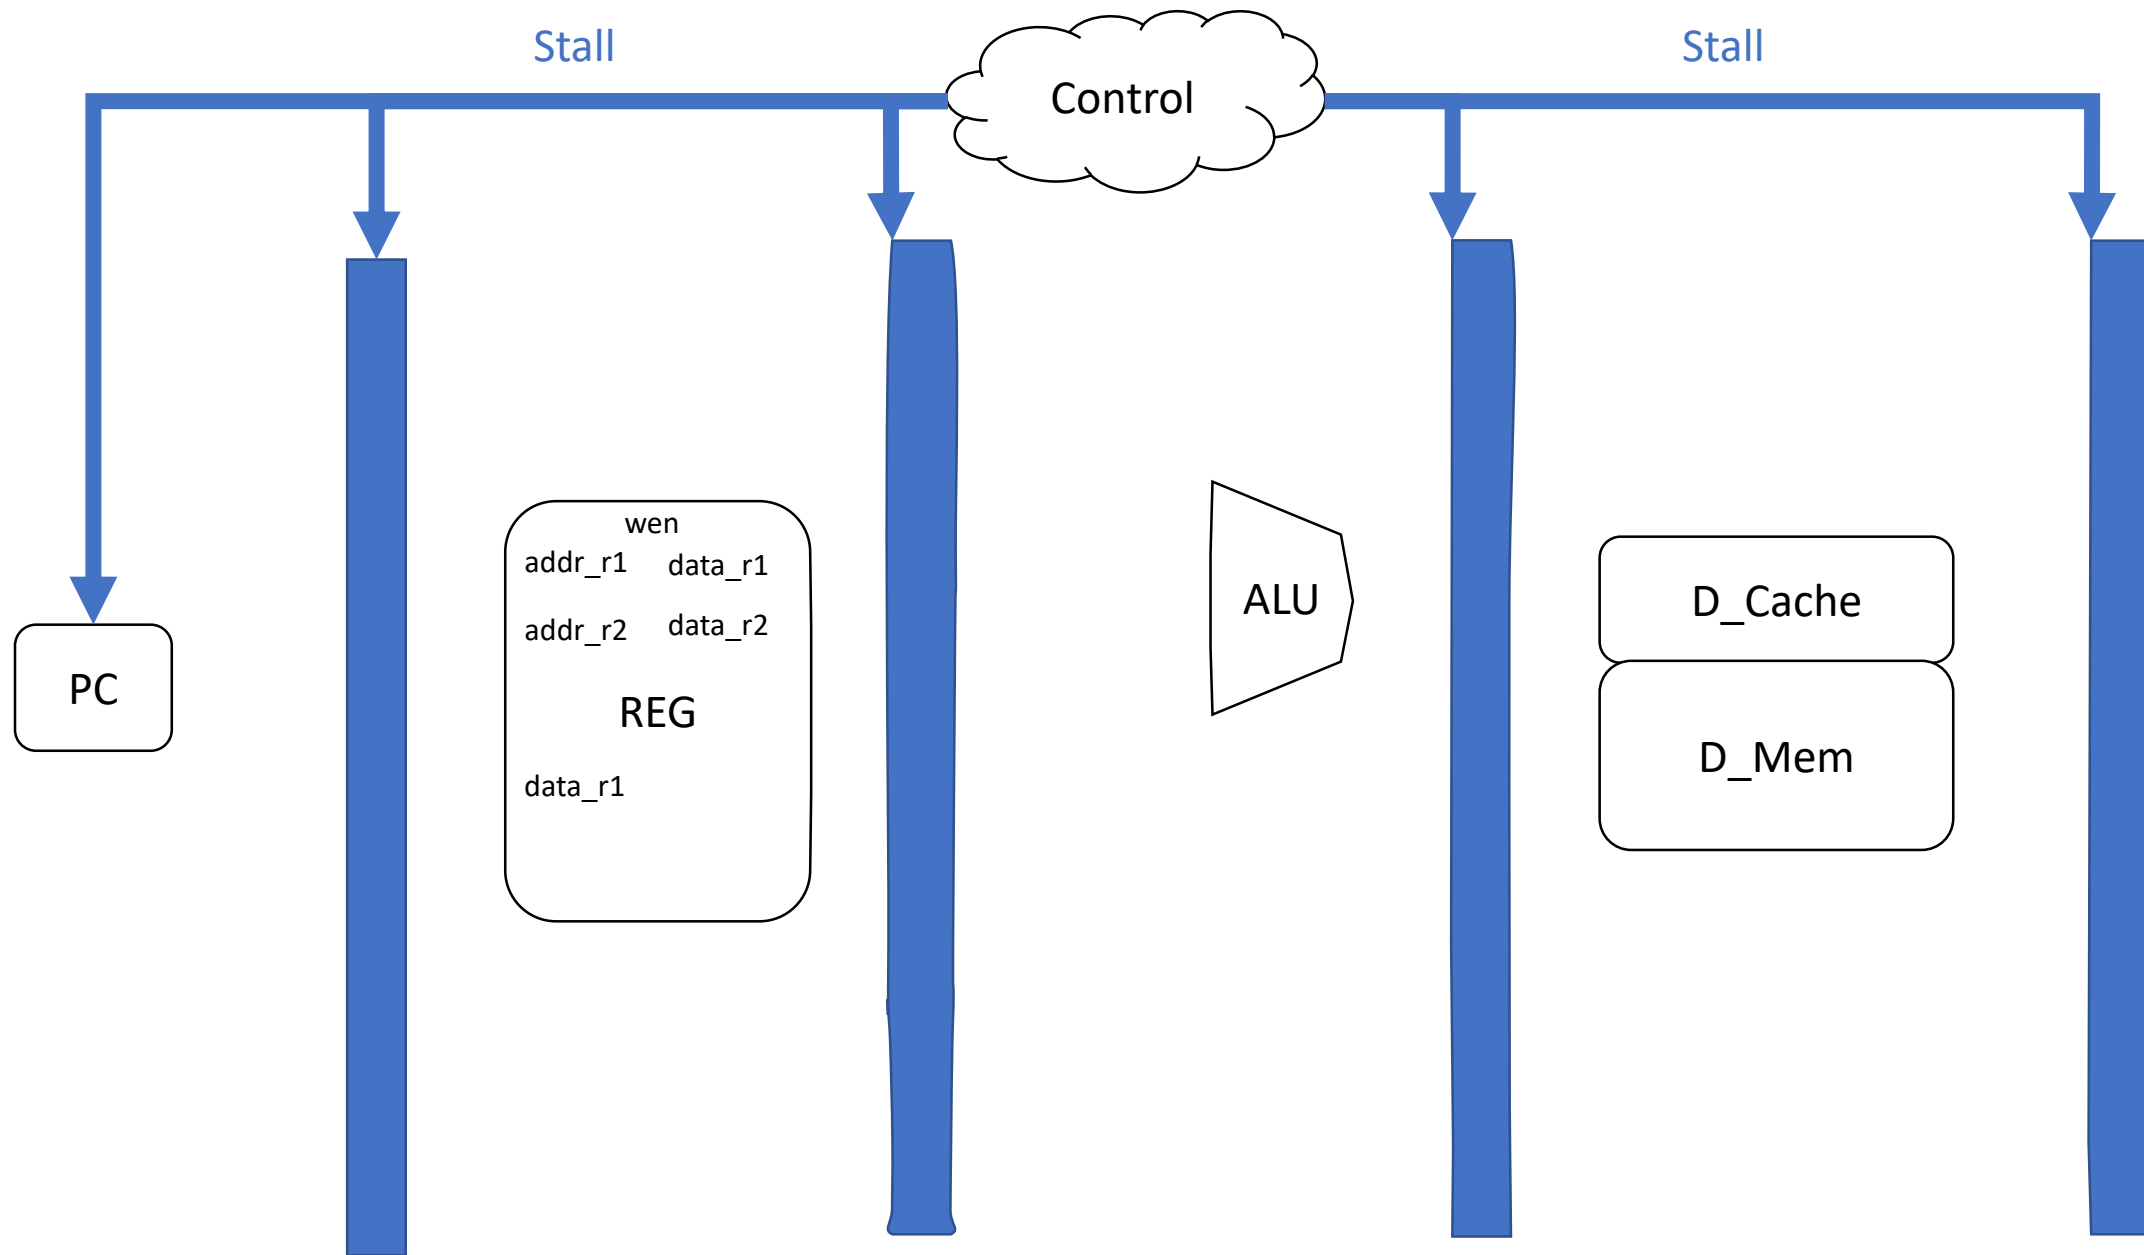 Stall
Control
Stall
wen
addr_r1
data_r1
addr_r2
data_r2
REG
data_r1
PC
ALU
D_Cache
D_Mem